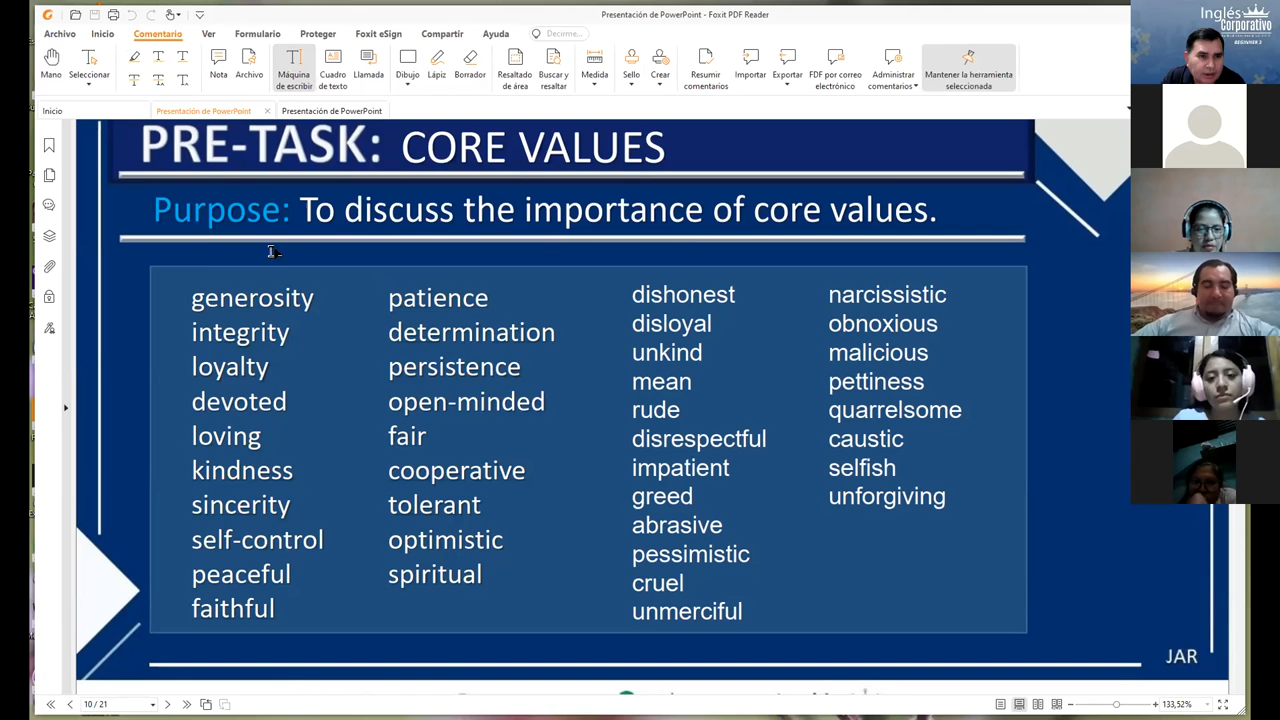 Presentación de PowerPoint - Foxit PDF Reader
Archivo Inicio Comentario Ver Formulario Proteger Foxit eSign Compartir Ayuda Decirme...
Mano Seleccionar Nota Archivo Máquina de escribir Cuadro de texto Llamada Dibujo Lápiz Borrador Resaltado de área Buscar y resaltar Medida Sello Crear Resumir comentarios Importar Exportar FDF por correo electrónico Administrar comentarios Mantener la herramienta seleccionada
Inicio Presentación de PowerPoint × Presentación de PowerPoint
Inglés
Corporativo
BEGINNER 2
PRE-TASK: CORE VALUES
Purpose: To discuss the importance of core values.
generosity
integrity
loyalty
devoted
loving
kindness
sincerity
self-control
peaceful
faithful
patience
determination
persistence
open-minded
fair
cooperative
tolerant
optimistic
spiritual
dishonest
disloyal
unkind
mean
rude
disrespectful
impatient
greed
abrasive
pessimistic
cruel
unmerciful
narcissistic
obnoxious
malicious
pettiness
quarrelsome
caustic
selfish
unforgiving
JAR
10 / 21
133,52%